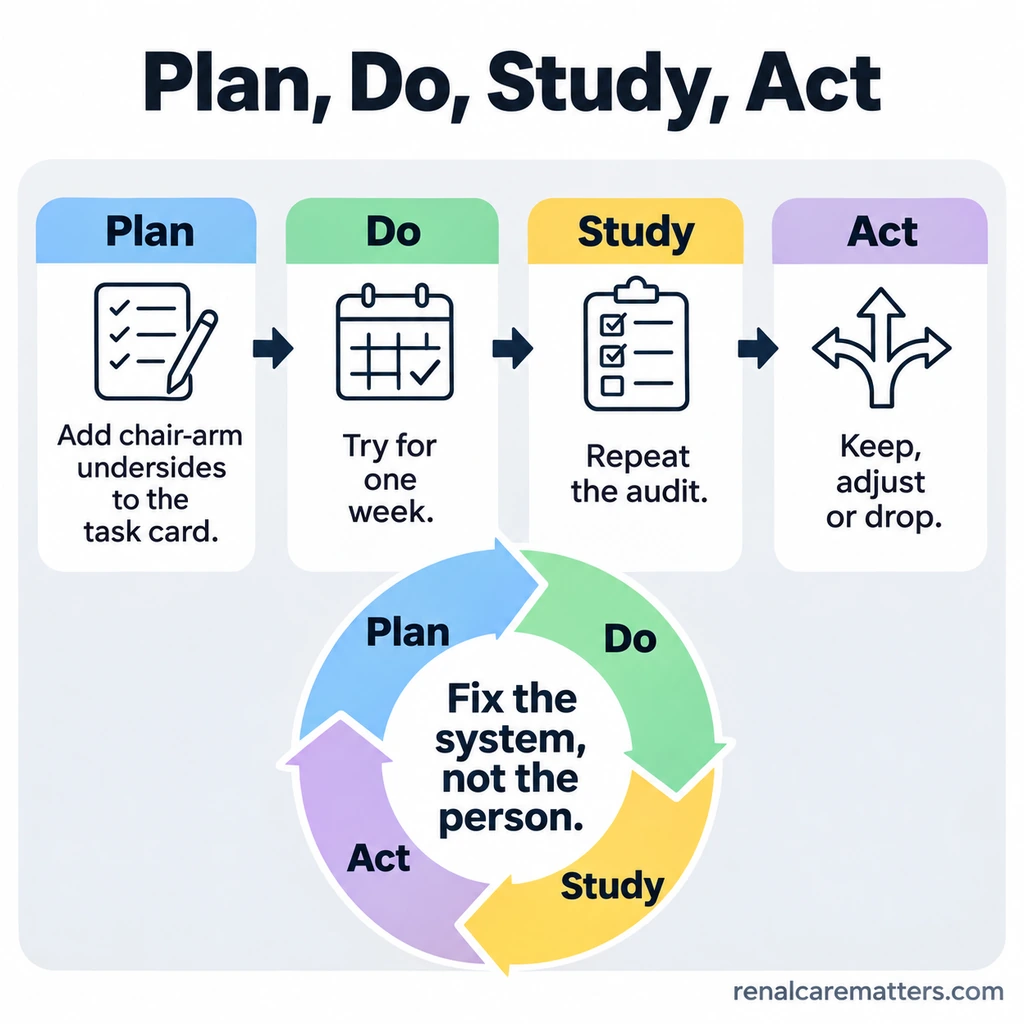 Plan, Do, Study, Act
Plan
Add chair-arm
undersides
to the
task card.
Do
Try for
one
week.
Study
Repeat
the audit.
Act
Keep,
adjust
or drop.
Plan
Do
Study
Act
Fix the
system,
not the
person.
renalcarematters.com